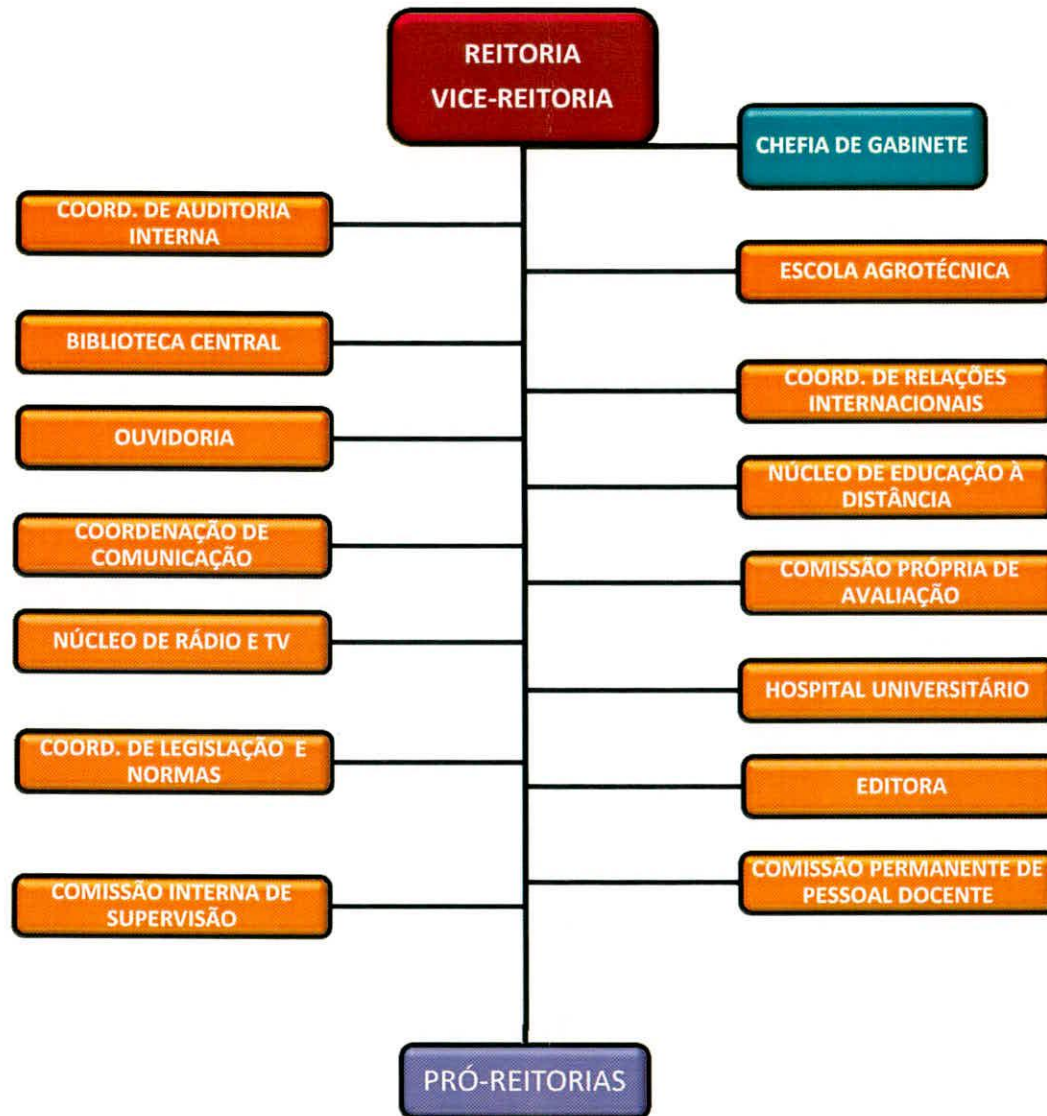 REITORIA
VICE-REITORIA
CHEFIA DE GABINETE
COORD. DE AUDITORIA
INTERNA
ESCOLA AGROTÉCNICA
BIBLIOTECA CENTRAL
COORD. DE RELAÇÕES
INTERNACIONAIS
OUVIDORIA
NÚCLEO DE EDUCAÇÃO À
DISTÂNCIA
COORDENAÇÃO DE
COMUNICAÇÃO
COMISSÃO PRÓPRIA DE
AVALIAÇÃO
NÚCLEO DE RÁDIO E TV
HOSPITAL UNIVERSITÁRIO
COORD. DE LEGISLAÇÃO E
NORMAS
EDITORA
COMISSÃO PERMANENTE DE
PESSOAL DOCENTE
COMISSÃO INTERNA DE
SUPERVISÃO
PRÓ-REITORIAS